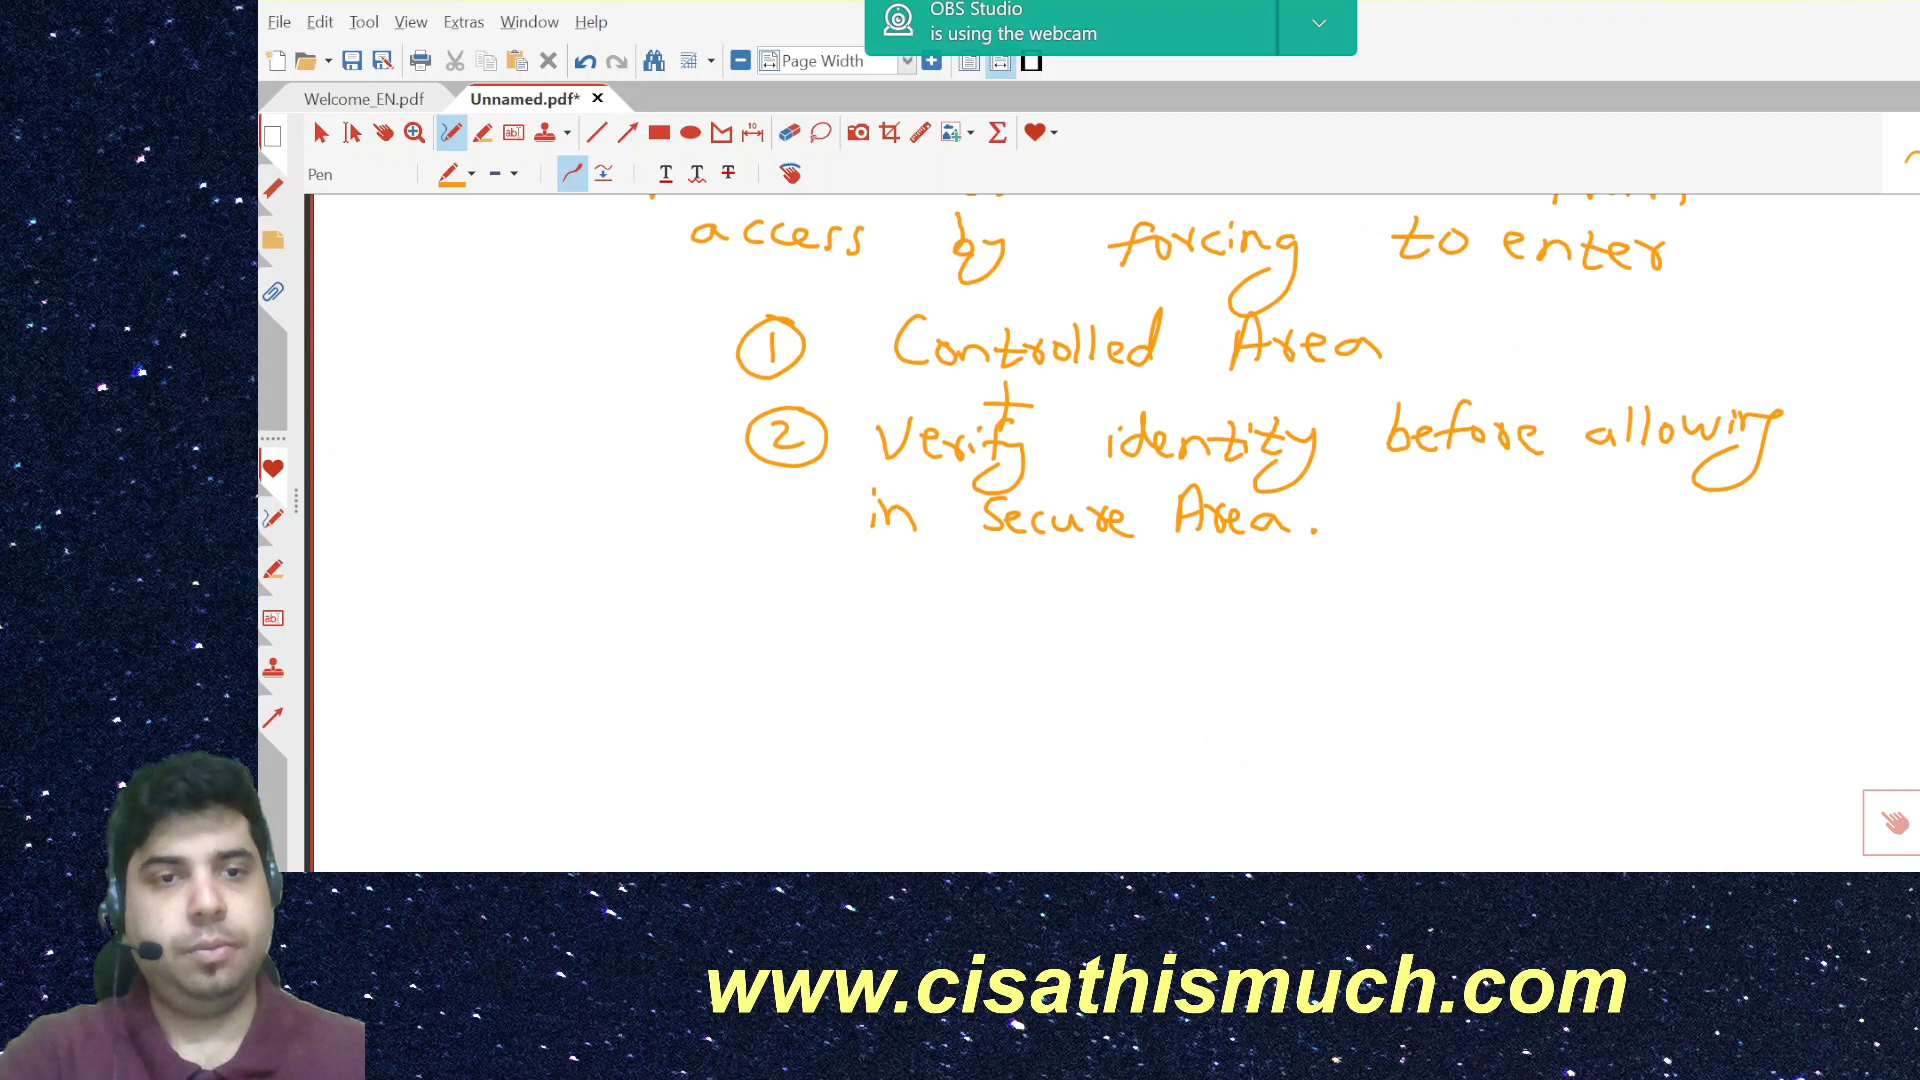 File Edit Tool View Extras Window Help
OBS Studio
is using the webcam
Page Width
Welcome_EN.pdf
Unnamed.pdf*
Pen
access by forcing to enter
1 Controlled Area
+
2 Verify identity before allowing
in Secure Area.
www.cisathismuch.com